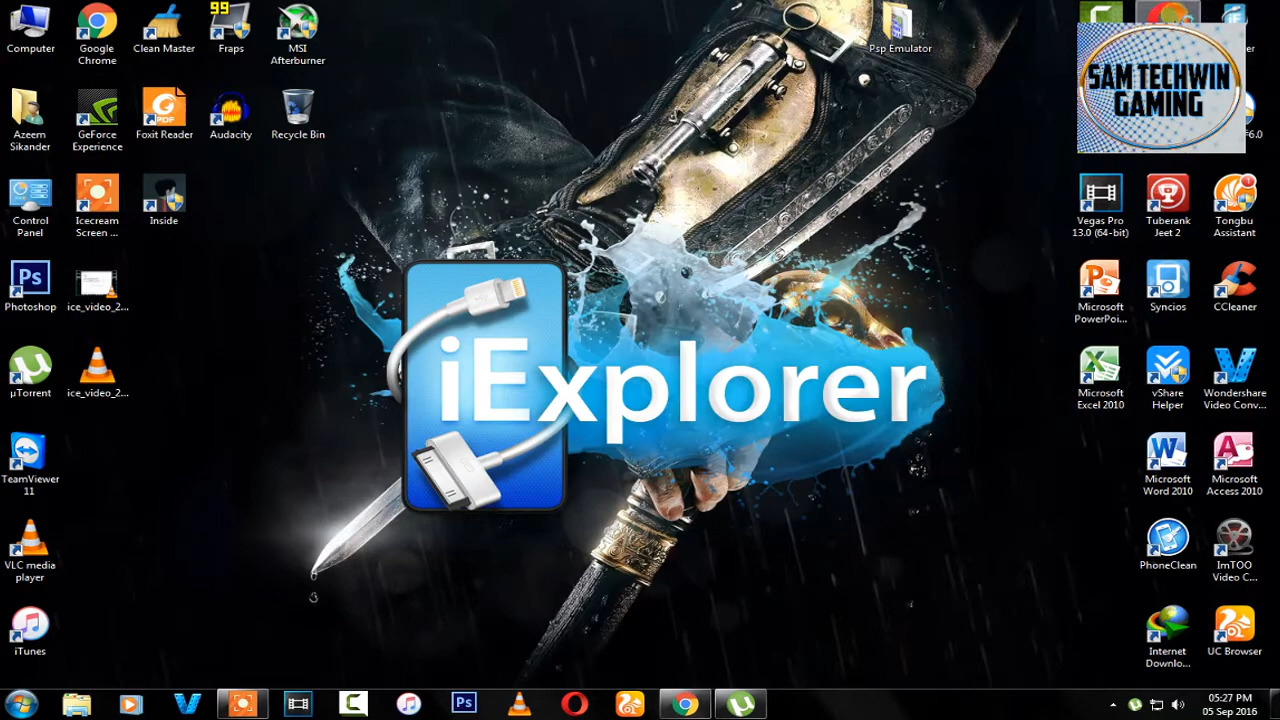 Computer
Google
Chrome
Clean Master
99
Fraps
MSI
Afterburner
Psp Emulator
SAM TECHWIN
GAMING
Azeem
Sikander
GeForce
Experience
PDF
Foxit Reader
Audacity
Recycle Bin
Control
Panel
Icecream
Screen ...
Inside
Vegas Pro
13.0 (64-bit)
Tuberank
Jeet 2
1
Tongbu
Assistant
Ps
Photoshop
ice_video_2...
Microsoft
PowerPoi...
Syncios
CCleaner
iExplorer
µTorrent
ice_video_2...
Microsoft
Excel 2010
vShare
Helper
Wondershare
Video Conv...
TeamViewer
11
Microsoft
Word 2010
Microsoft
Access 2010
VLC media
player
PhoneClean
ImTOO
Video C...
iTunes
Internet
Downlo...
UC Browser
Ps
05:27 PM
05 Sep 2016